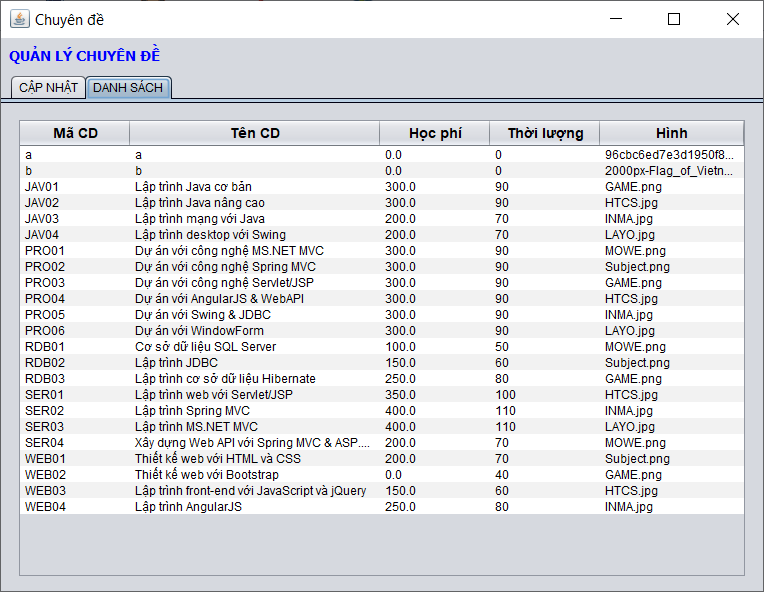 Chuyên đề
QUẢN LÝ CHUYÊN ĐỀ
CẬP NHẬT DANH SÁCH
Mã CD Tên CD Học phí Thời lượng Hình
a a 0.0 0 96cbc6ed7e3d1950f8...
b b 0.0 0 2000px-Flag_of_Vietn...
JAV01 Lập trình Java cơ bản 300.0 90 GAME.png
JAV02 Lập trình Java nâng cao 300.0 90 HTCS.jpg
JAV03 Lập trình mạng với Java 200.0 70 INMA.jpg
JAV04 Lập trình desktop với Swing 200.0 70 LAYO.jpg
PRO01 Dự án với công nghệ MS.NET MVC 300.0 90 MOWE.png
PRO02 Dự án với công nghệ Spring MVC 300.0 90 Subject.png
PRO03 Dự án với công nghệ Servlet/JSP 300.0 90 GAME.png
PRO04 Dự án với AngularJS & WebAPI 300.0 90 HTCS.jpg
PRO05 Dự án với Swing & JDBC 300.0 90 INMA.jpg
PRO06 Dự án với WindowForm 300.0 90 LAYO.jpg
RDB01 Cơ sở dữ liệu SQL Server 100.0 50 MOWE.png
RDB02 Lập trình JDBC 150.0 60 Subject.png
RDB03 Lập trình cơ sở dữ liệu Hibernate 250.0 80 GAME.png
SER01 Lập trình web với Servlet/JSP 350.0 100 HTCS.jpg
SER02 Lập trình Spring MVC 400.0 110 INMA.jpg
SER03 Lập trình MS.NET MVC 400.0 110 LAYO.jpg
SER04 Xây dựng Web API với Spring MVC & ASP.... 200.0 70 MOWE.png
WEB01 Thiết kế web với HTML và CSS 200.0 70 Subject.png
WEB02 Thiết kế web với Bootstrap 0.0 40 GAME.png
WEB03 Lập trình front-end với JavaScript và jQuery 150.0 60 HTCS.jpg
WEB04 Lập trình AngularJS 250.0 80 INMA.jpg